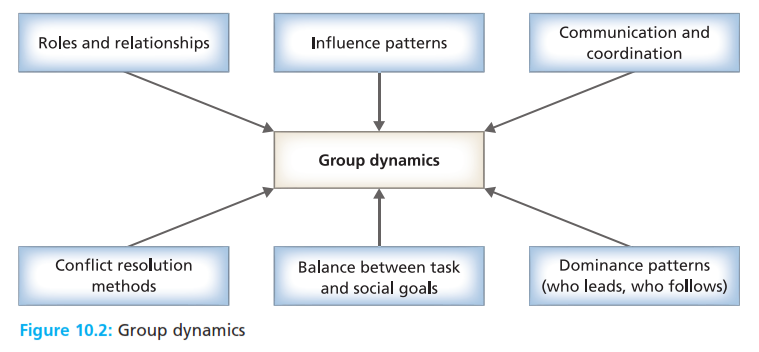 Roles and relationships
Influence patterns
Communication and
coordination
Group dynamics
Conflict resolution
methods
Balance between task
and social goals
Dominance patterns
(who leads, who follows)
Figure 10.2: Group dynamics